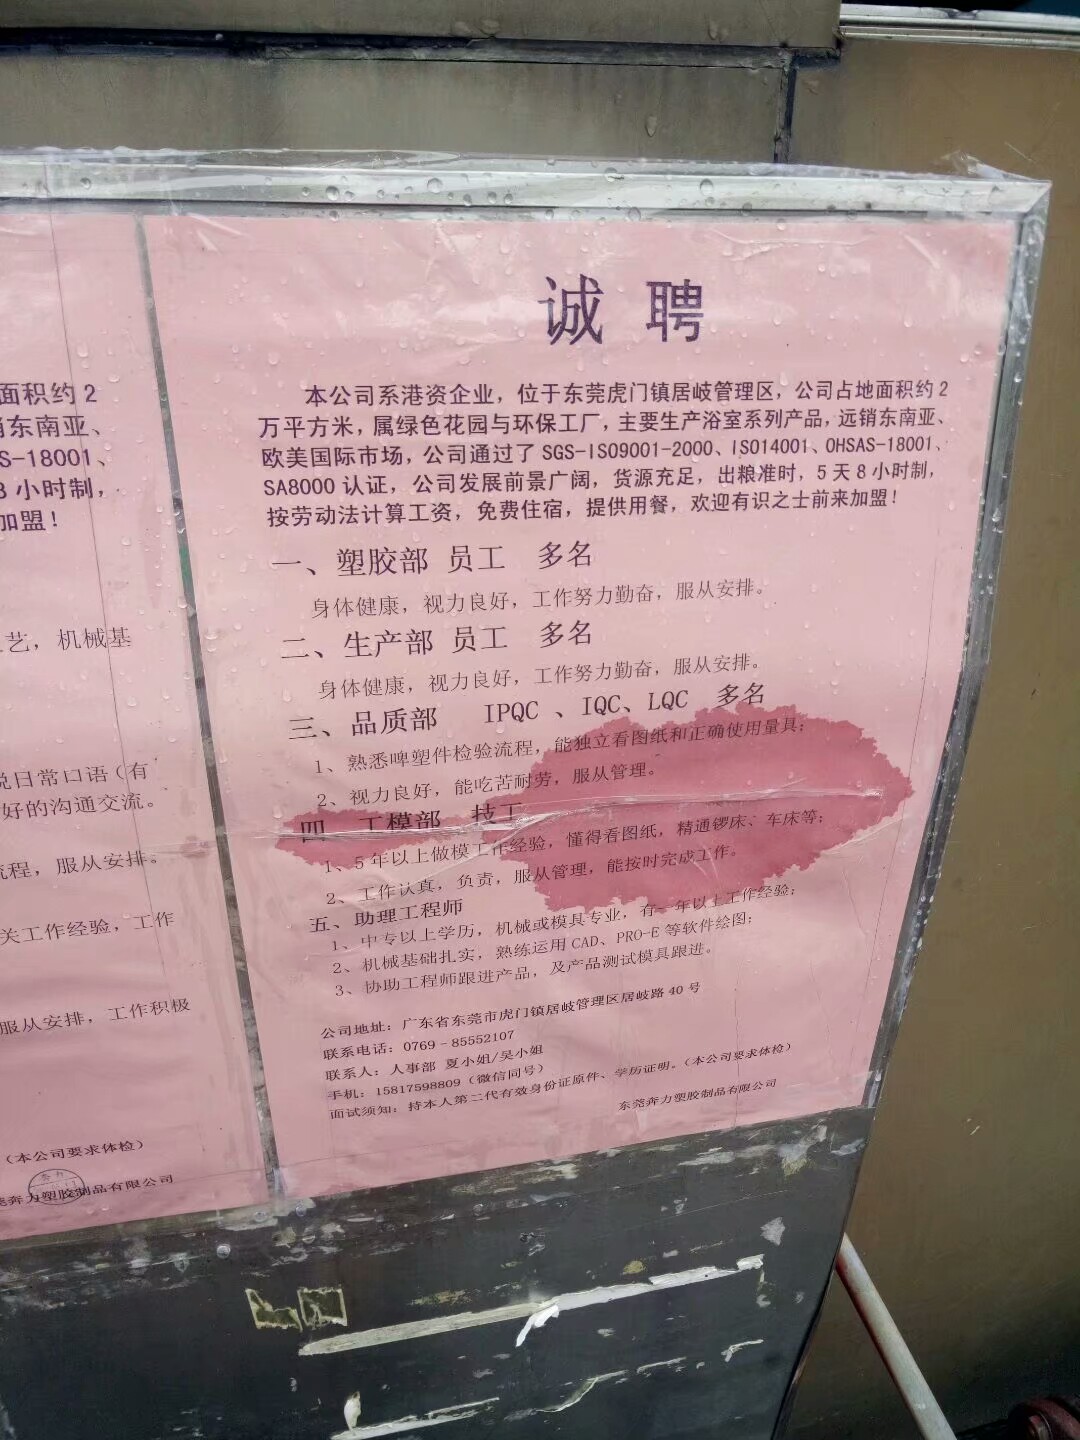 面积约 2
东南亚、
S-18001、
8 小时制，
加盟！
艺，机械基
说日常口语（有
好的沟通交流。
流程，服从安排。
关工作经验，工作
服从安排，工作积极
（本公司要求体检）
莞奔力塑胶制品有限公司
诚 聘
本公司系港资企业，位于东莞虎门镇居岐管理区，公司占地面积约 2
万平方米，属绿色花园与环保工厂，主要生产浴室系列产品，远销东南亚、
欧美国际市场，公司通过了 SGS-ISO9001-2000、ISO14001、OHSAS-18001、
SA8000 认证，公司发展前景广阔，货源充足，出粮准时，5 天 8 小时制，
按劳动法计算工资，免费住宿，提供用餐，欢迎有识之士前来加盟！
一、塑胶部 员工 多名
身体健康，视力良好，工作努力勤奋，服从安排。
二、生产部 员工 多名
身体健康，视力良好，工作努力勤奋，服从安排。
三、品质部 IPQC 、IQC、LQC 多名
1、熟悉啤塑件检验流程，能独立看图纸和正确使用量具；
2、视力良好，能吃苦耐劳，服从管理。
四、工模部 技工
1、5 年以上做模工作经验，懂得看图纸，精通锣床、车床等；
2、工作认真，负责，服从管理，能按时完成工作。
五、助理工程师
1、中专以上学历，机械或模具专业，有一年以上工作经验；
2、机械基础扎实，熟练运用 CAD、PRO-E 等软件绘图；
3、协助工程师跟进产品，及产品测试模具跟进。
公司地址：广东省东莞市虎门镇居岐管理区居岐路 40 号
联系电话：0769-85552107
联系人：人事部 夏小姐/吴小姐
手机：15817598809（微信同号）
面试须知：持本人第二代有效身份证原件、学历证明。（本公司要求体检）
东莞奔力塑胶制品有限公司